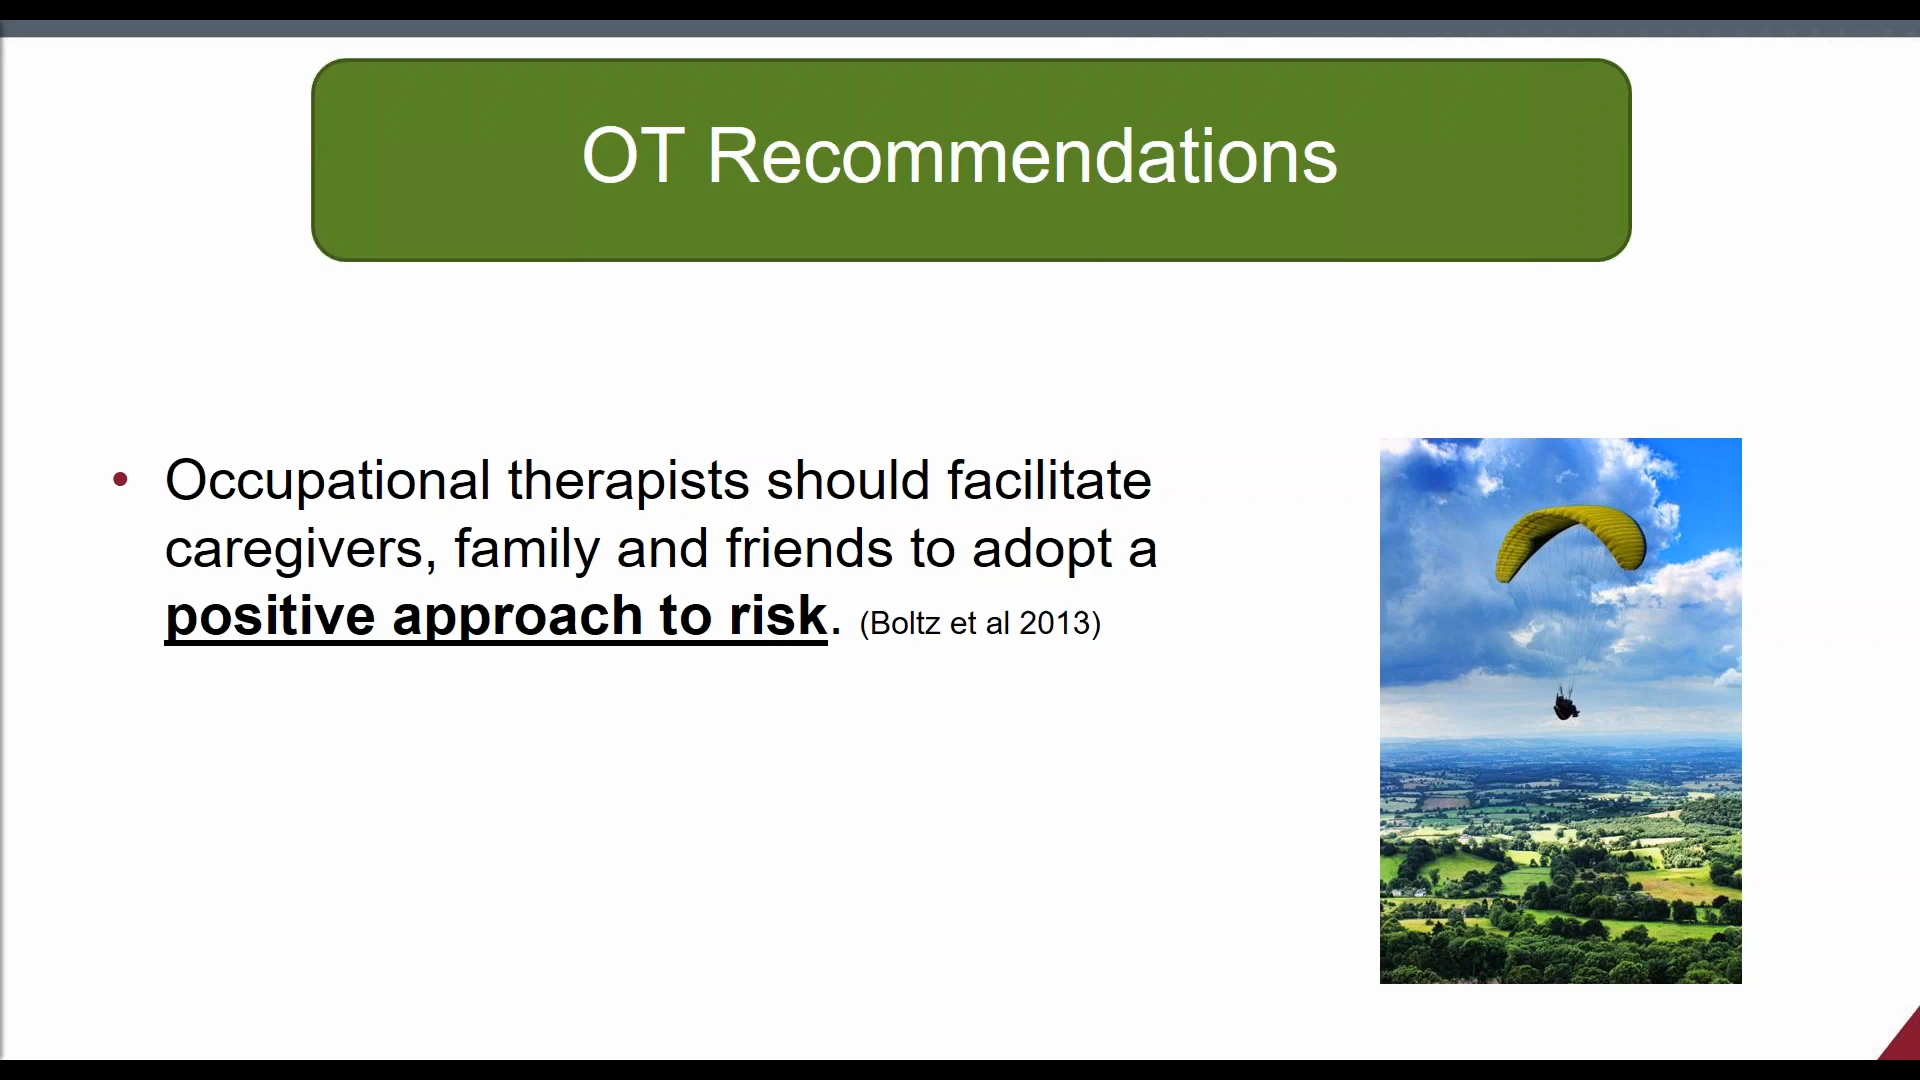 OT Recommendations
• Occupational therapists should facilitate
caregivers, family and friends to adopt a
positive approach to risk. (Boltz et al 2013)